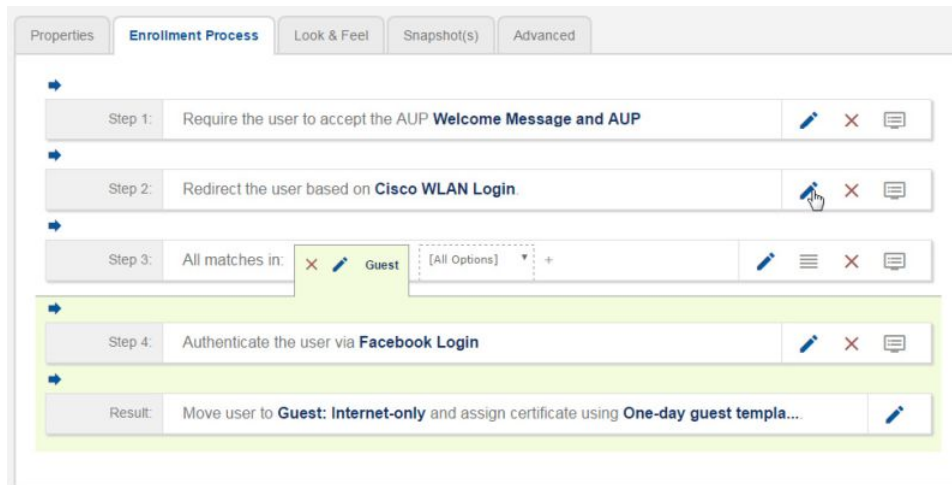 Properties Enrollment Process Look & Feel Snapshot(s) Advanced
Step 1: Require the user to accept the AUP Welcome Message and AUP
Step 2: Redirect the user based on Cisco WLAN Login.
Step 3: All matches in: Guest [All Options] +
Step 4: Authenticate the user via Facebook Login
Result: Move user to Guest: Internet-only and assign certificate using One-day guest templa....